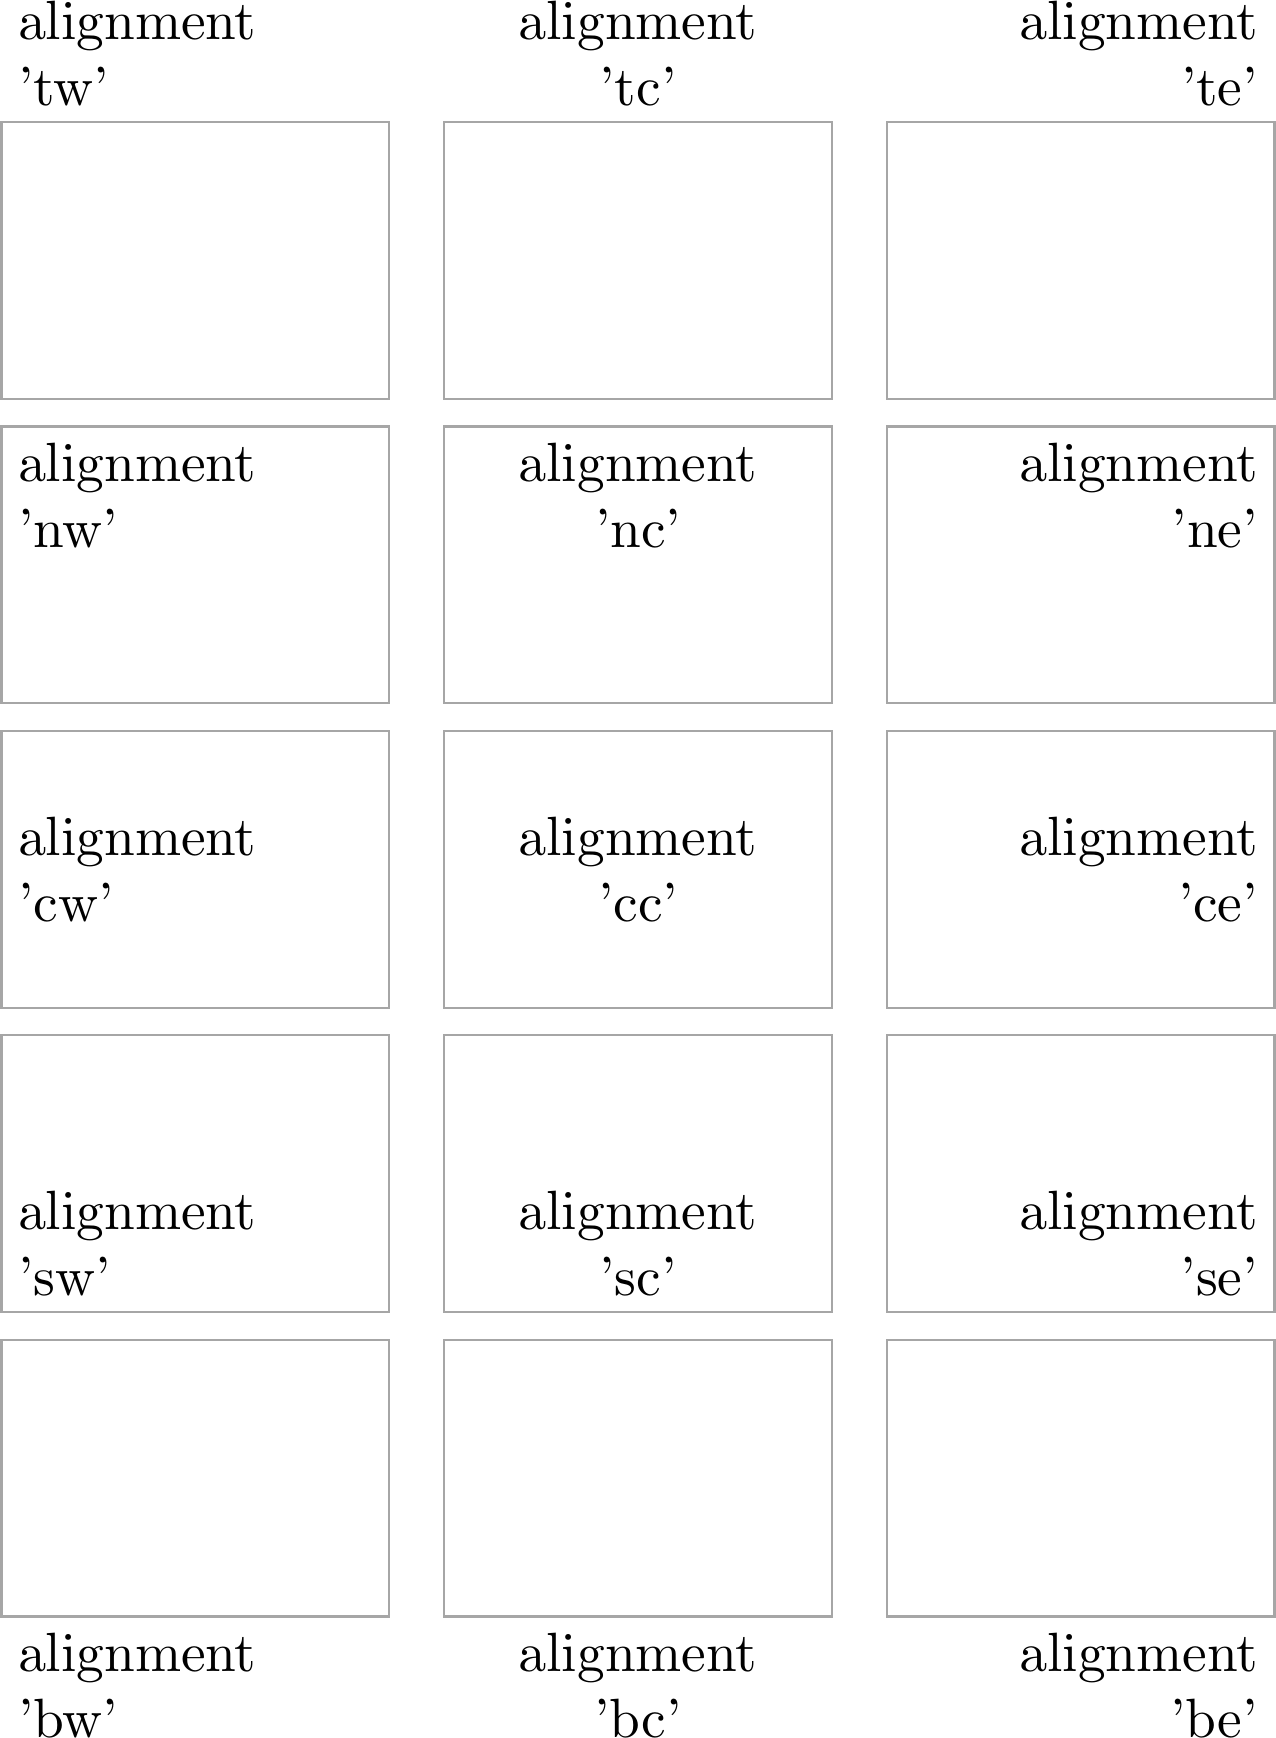 alignment
’tw’
alignment
’tc’
alignment
’te’
alignment
’nw’
alignment
’nc’
alignment
’ne’
alignment
’cw’
alignment
’cc’
alignment
’ce’
alignment
’sw’
alignment
’sc’
alignment
’se’
alignment
’bw’
alignment
’bc’
alignment
’be’